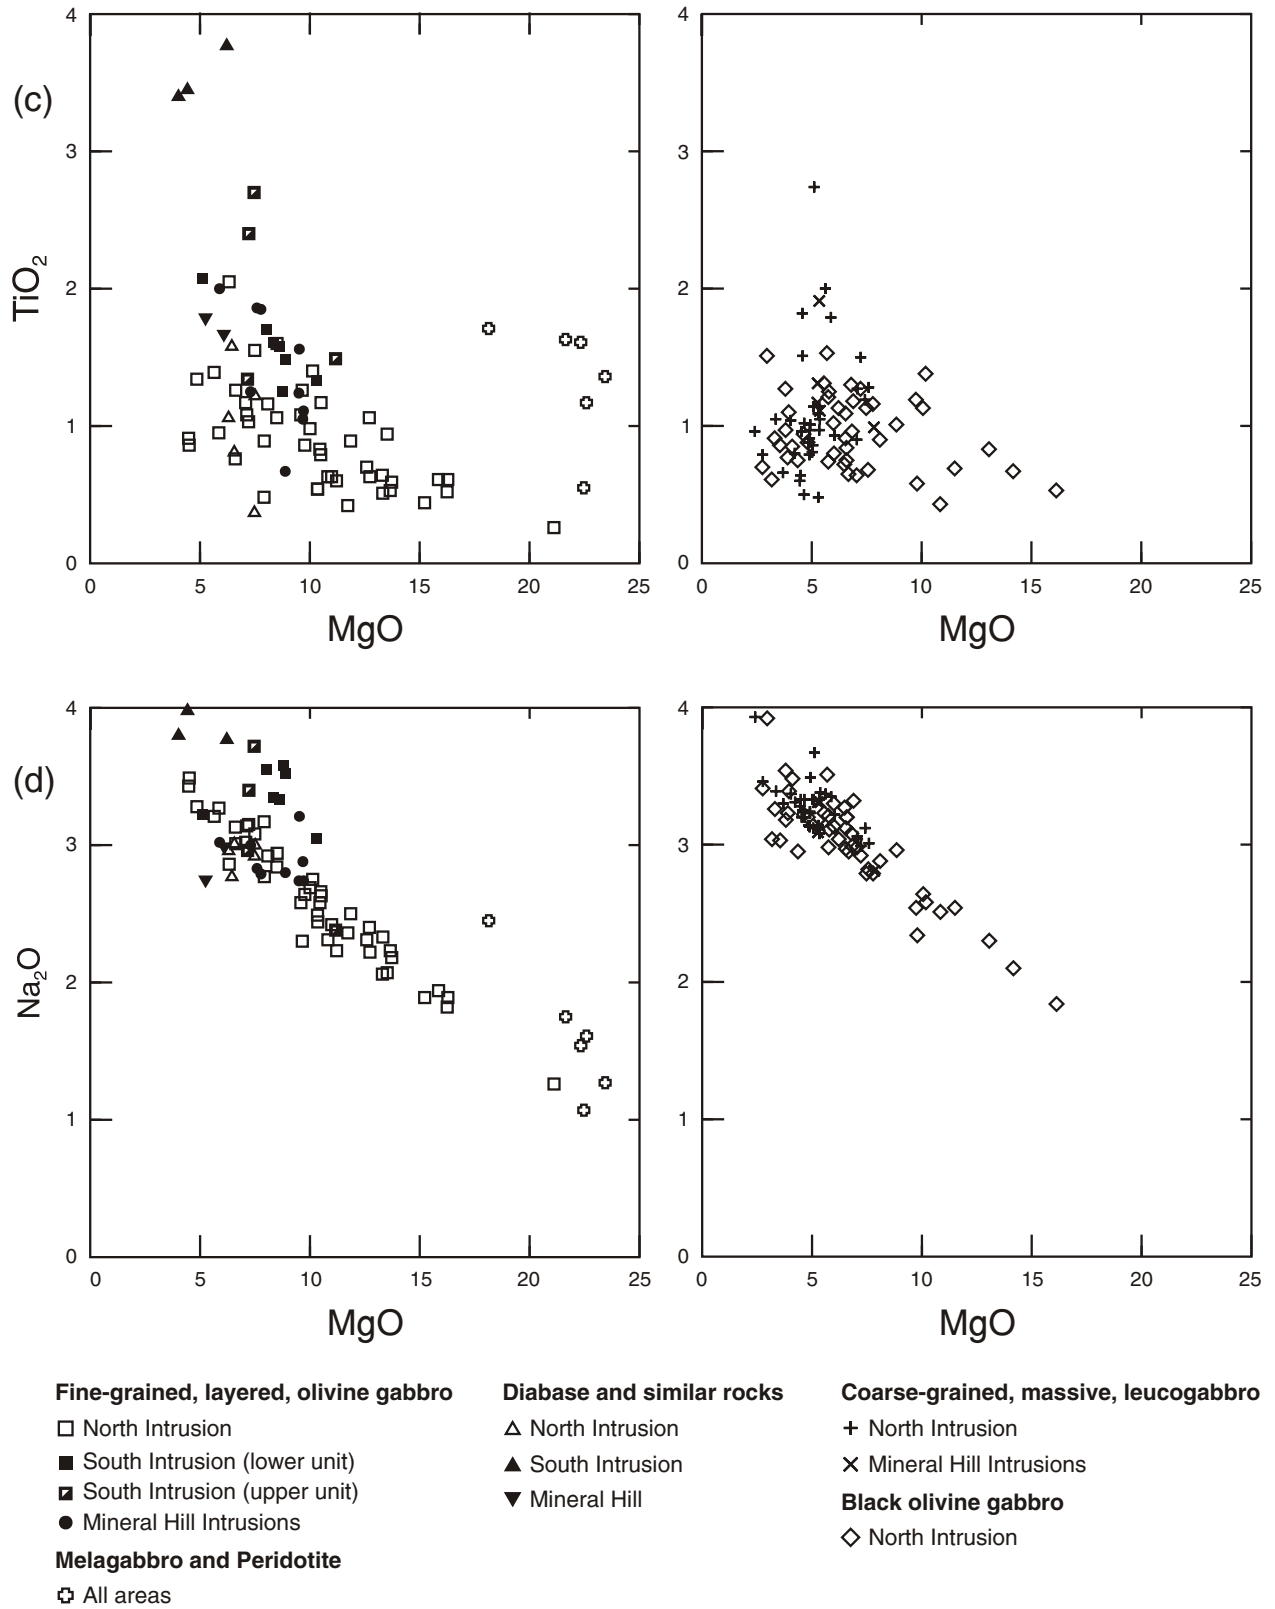 (c)
TiO2
4
3
2
1
0
0 5 10 15 20 25
MgO
4
3
2
1
0
0 5 10 15 20 25
MgO
(d)
Na2O
4
3
2
1
0
0 5 10 15 20 25
MgO
4
3
2
1
0
0 5 10 15 20 25
MgO
Fine-grained, layered, olivine gabbro
North Intrusion
South Intrusion (lower unit)
South Intrusion (upper unit)
Mineral Hill Intrusions
Melagabbro and Peridotite
All areas
Diabase and similar rocks
North Intrusion
South Intrusion
Mineral Hill
Coarse-grained, massive, leucogabbro
North Intrusion
Mineral Hill Intrusions
Black olivine gabbro
North Intrusion